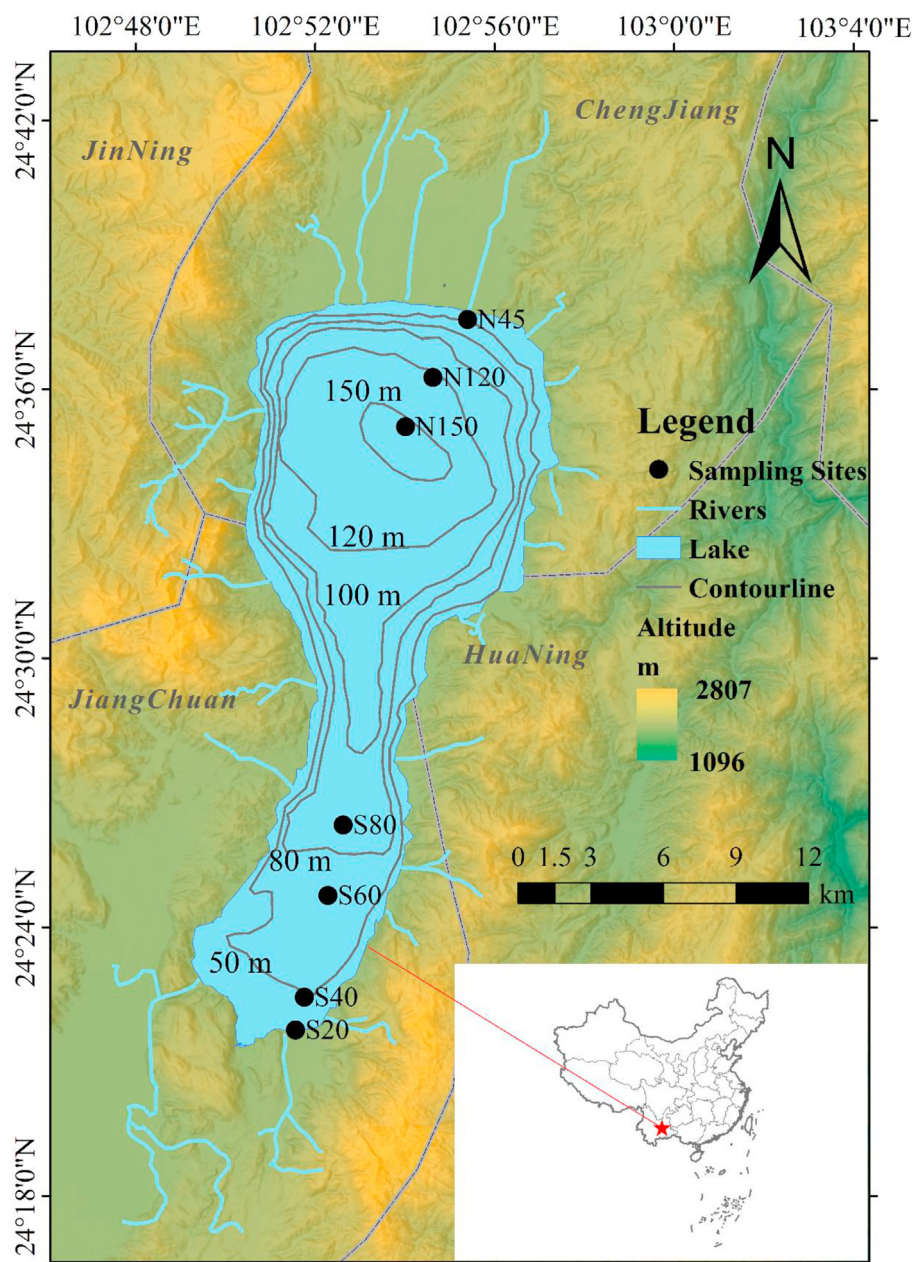 102°48'0"E
102°52'0"E
102°56'0"E
103°0'0"E
103°4'0"E
24°42'0"N
24°36'0"N
24°30'0"N
24°24'0"N
24°18'0"N
JinNing
ChengJiang
N
N45
N120
150 m
N150
120 m
100 m
HuaNing
JiangChuan
S80
80 m
S60
50 m
S40
S20
Legend
Sampling Sites
Rivers
Lake
Contourline
Altitude
m
2807
1096
0 1.5 3 6 9 12
km